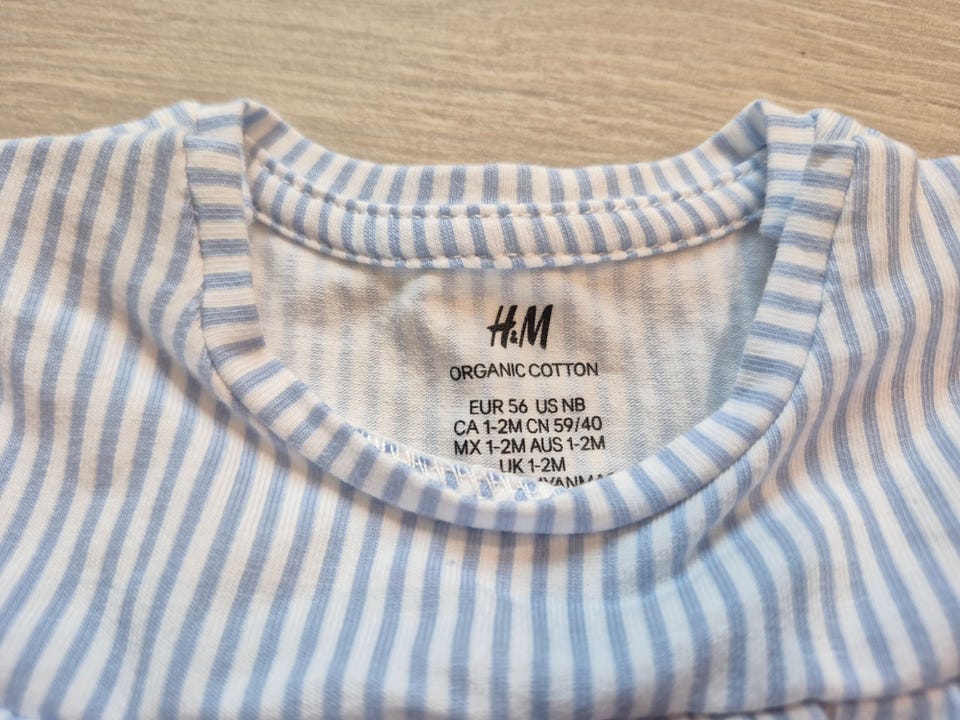 H&M
ORGANIC COTTON
EUR 56 US NB
CA 1-2M CN 59/40
MX 1-2M AUS 1-2M
UK 1-2M